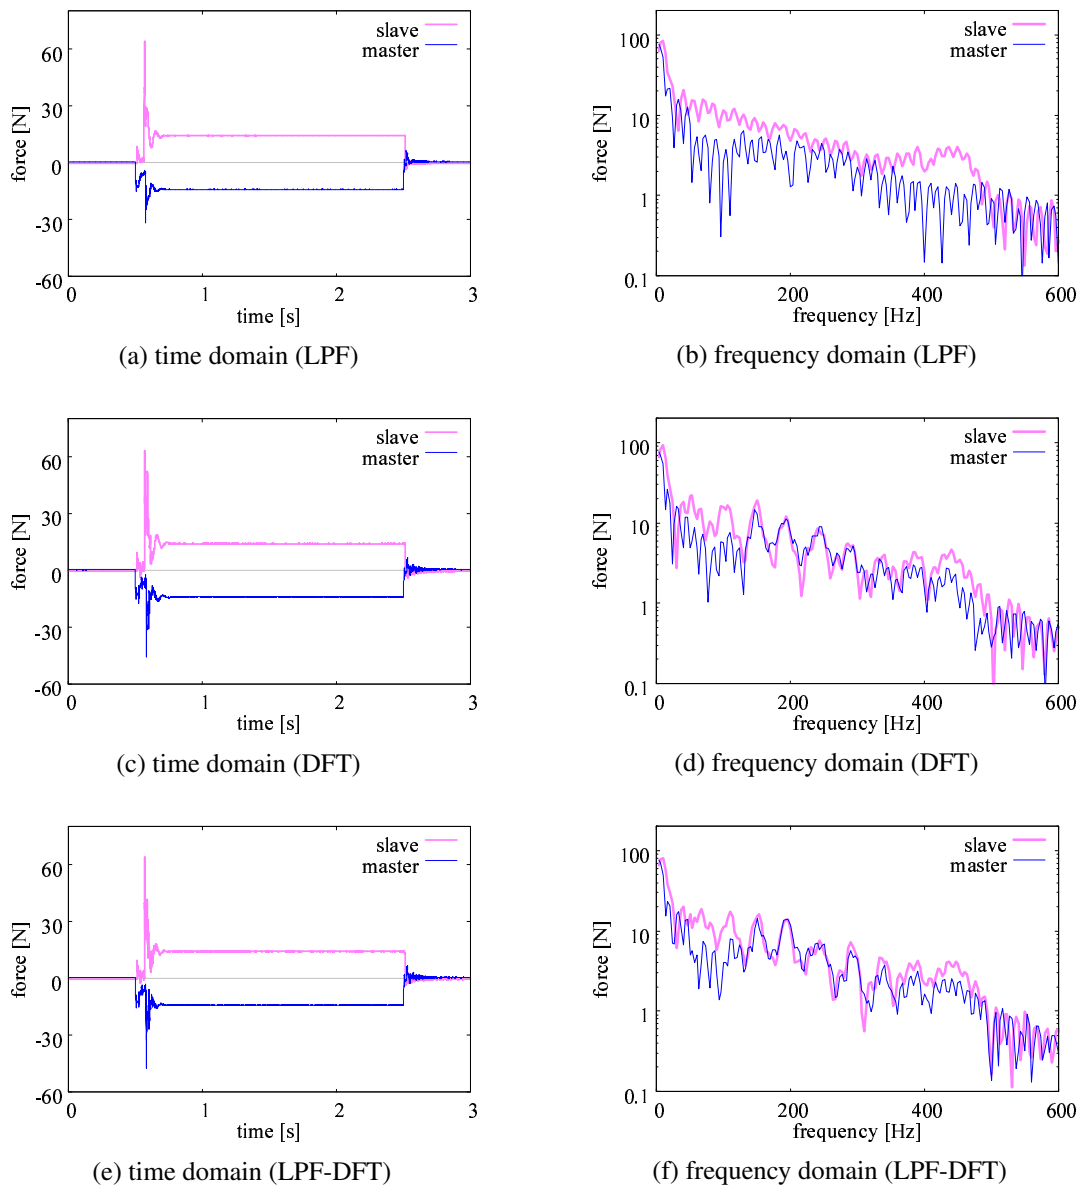 slave
master
60
30
0
-30
-60
force [N]
0
1
2
3
time [s]
(a) time domain (LPF)
slave
master
100
10
1
0.1
force [N]
0
200
400
600
frequency [Hz]
(b) frequency domain (LPF)
slave
master
60
30
0
-30
-60
force [N]
0
1
2
3
time [s]
(c) time domain (DFT)
slave
master
100
10
1
0.1
force [N]
0
200
400
600
frequency [Hz]
(d) frequency domain (DFT)
slave
master
60
30
0
-30
-60
force [N]
0
1
2
3
time [s]
(e) time domain (LPF-DFT)
slave
master
100
10
1
0.1
force [N]
0
200
400
600
frequency [Hz]
(f) frequency domain (LPF-DFT)